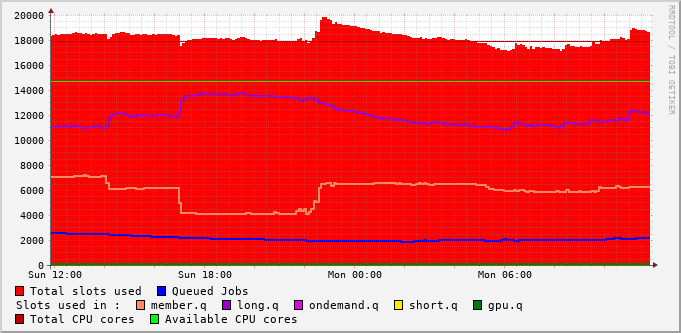 20000
18000
16000
14000
12000
10000
8000
6000
4000
2000
0
Sun 12:00 Sun 18:00 Mon 00:00 Mon 06:00
RRDTOOL / TOBI OETIKER
Total slots used Queued Jobs
Slots used in : member.q long.q ondemand.q short.q gpu.q
Total CPU cores Available CPU cores